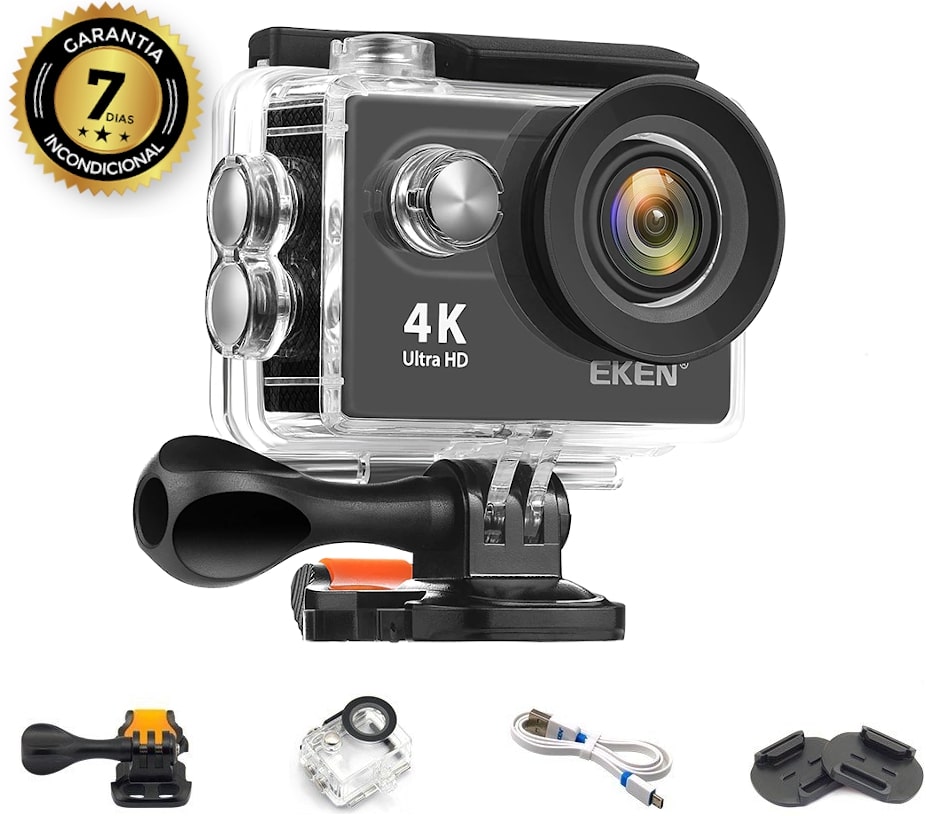 GARANTIA
7
DIAS
INCONDICIONAL
4K
Ultra HD
EKEN®